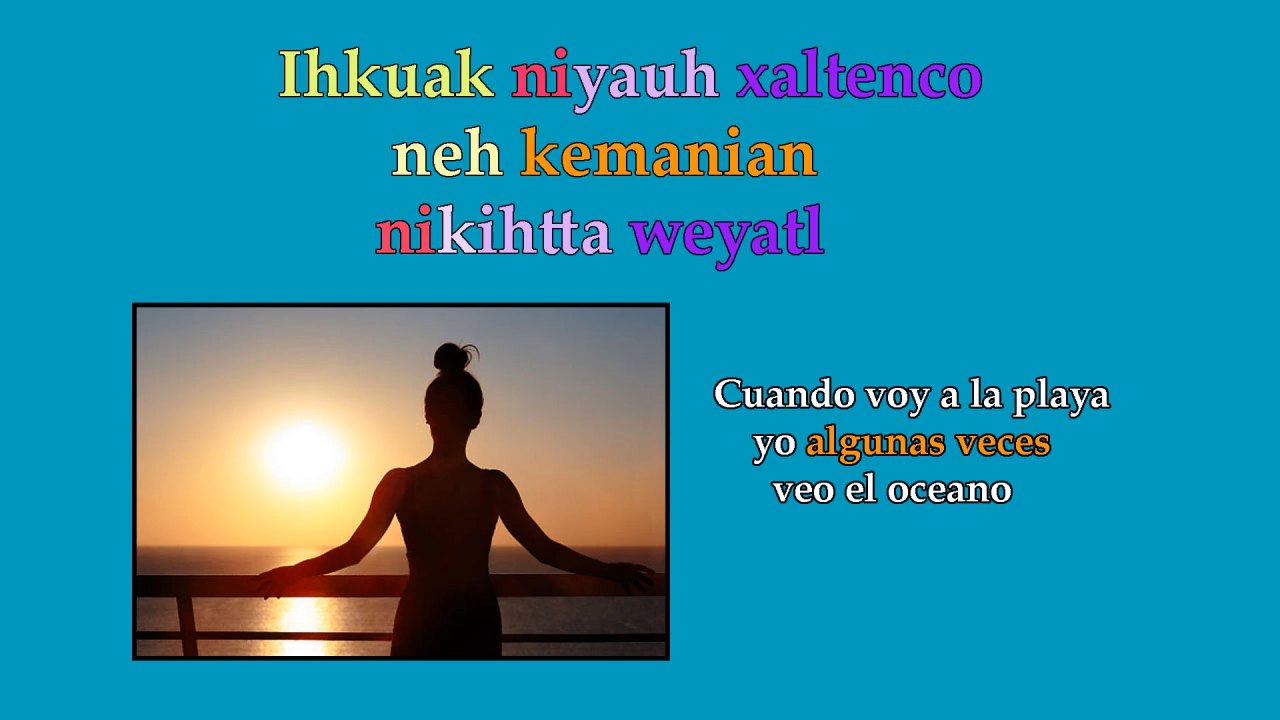 Ihkuak niyauh xaltenco
neh kemanian
nikihtta weyatl
Cuando voy a la playa
yo algunas veces
veo el oceano